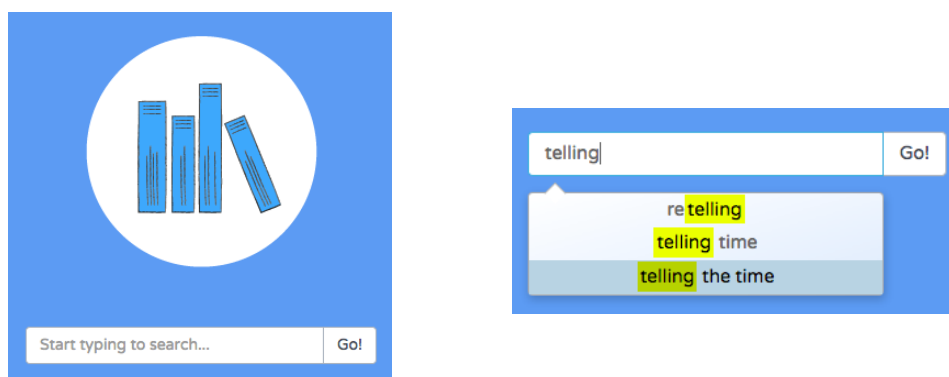 Start typing to search... Go!
telling Go!
retelling
telling time
telling the time